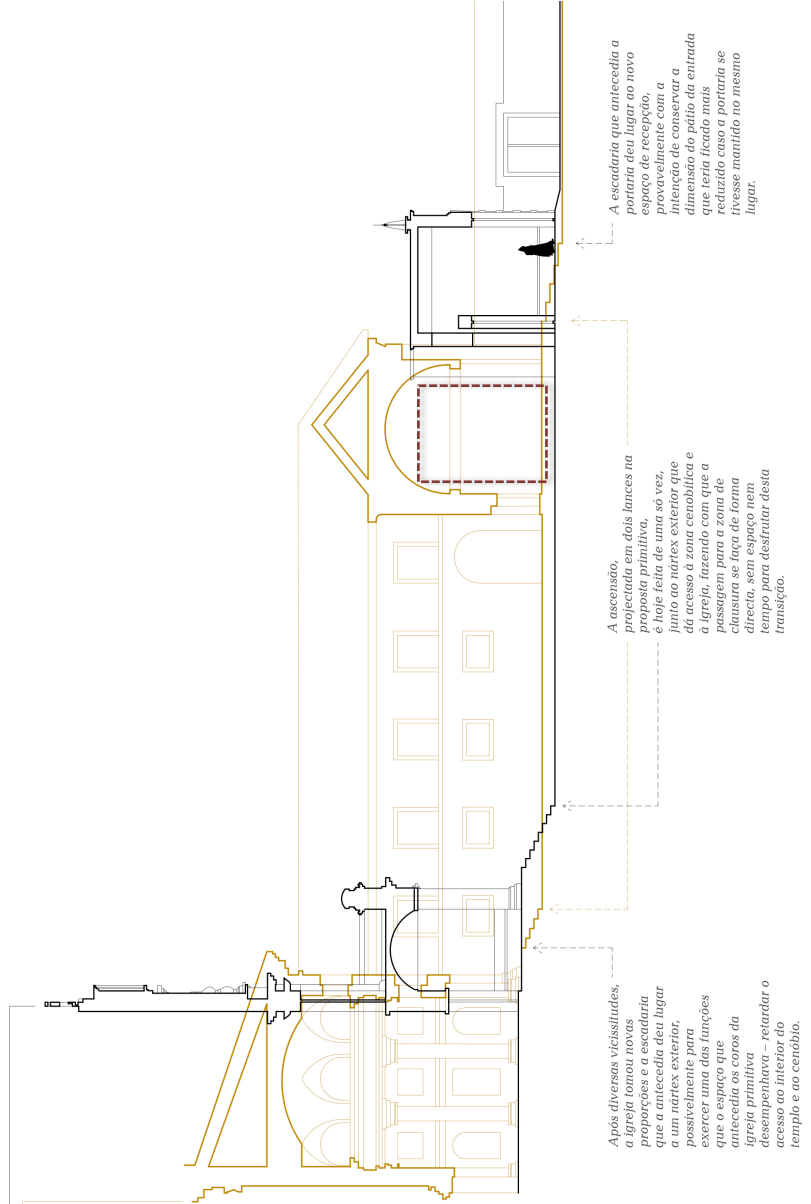 Após diversas vicissitudes,
a igreja tomou novas
proporções e a escadaria
que a antecedia deu lugar
a um nártex exterior,
possivelmente para
exercer uma das funções
que o espaço que
antecedia os coros da
igreja primitiva
desempenhava – retardar o
acesso ao interior do
templo e ao cenóbio.
A ascensão,
projectada em dois lances na
proposta primitiva,
é hoje feita de uma só vez,
junto ao nártex exterior que
dá acesso à zona cenobítica e
à igreja, fazendo com que a
passagem para a zona de
clausura se faça de forma
directa, sem espaço nem
tempo para desfrutar desta
transição.
A escadaria que antecedia a
portaria deu lugar ao novo
espaço de recepção,
provavelmente com a
intenção de conservar a
dimensão do pátio da entrada
que teria ficado mais
reduzido caso a portaria se
tivesse mantido no mesmo
lugar.